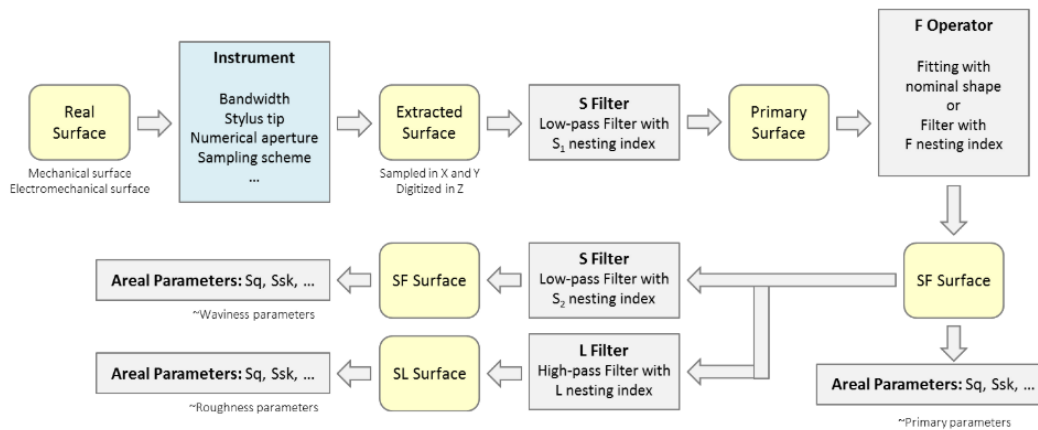 Real
Surface
Mechanical surface
Electromechanical surface
Instrument
Bandwidth
Stylus tip
Numerical aperture
Sampling scheme
...
Extracted
Surface
Sampled in X and Y
Digitized in Z
S Filter
Low-pass Filter with
S₁ nesting index
Primary
Surface
F Operator
Fitting with
nominal shape
or
Filter with
F nesting index
SF Surface
Areal Parameters: Sq, Ssk, ...
~Primary parameters
S Filter
Low-pass Filter with
S₂ nesting index
SF Surface
Areal Parameters: Sq, Ssk, ...
~Waviness parameters
L Filter
High-pass Filter with
L nesting index
SL Surface
Areal Parameters: Sq, Ssk, ...
~Roughness parameters